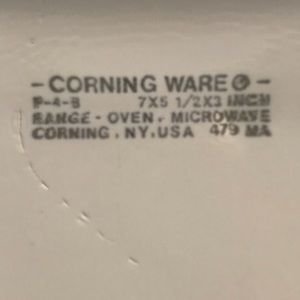 - CORNING WARE ® -
P-4-B 7X5 1/2X3 INCH
RANGE - OVEN. MICROWAVE
CORNING. NY. USA 479 MA